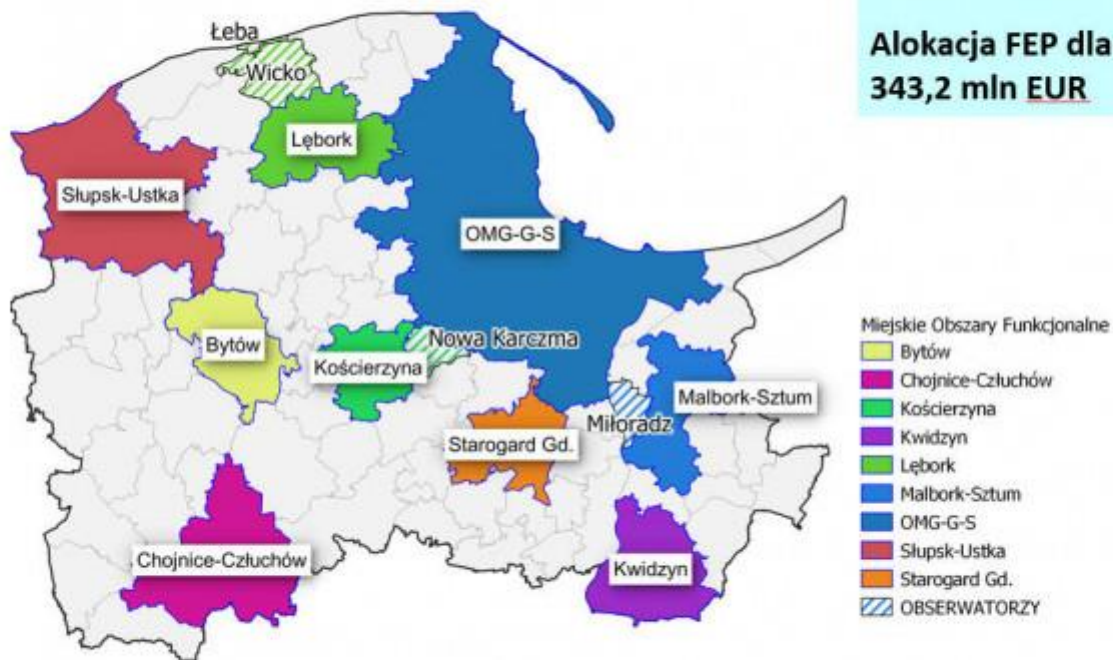 Alokacja FEP dla
343,2 mln EUR
Łeba
Wicko
Lębork
Słupsk-Ustka
OMG-G-S
Bytów
Nowa Karczma
Kościerzyna
Malbork-Sztum
Miłoradz
Starogard Gd.
Chojnice-Człuchów
Kwidzyn
Miejskie Obszary Funkcjonalne
Bytów
Chojnice-Człuchów
Kościerzyna
Kwidzyn
Lębork
Malbork-Sztum
OMG-G-S
Słupsk-Ustka
Starogard Gd.
OBSERWATORZY